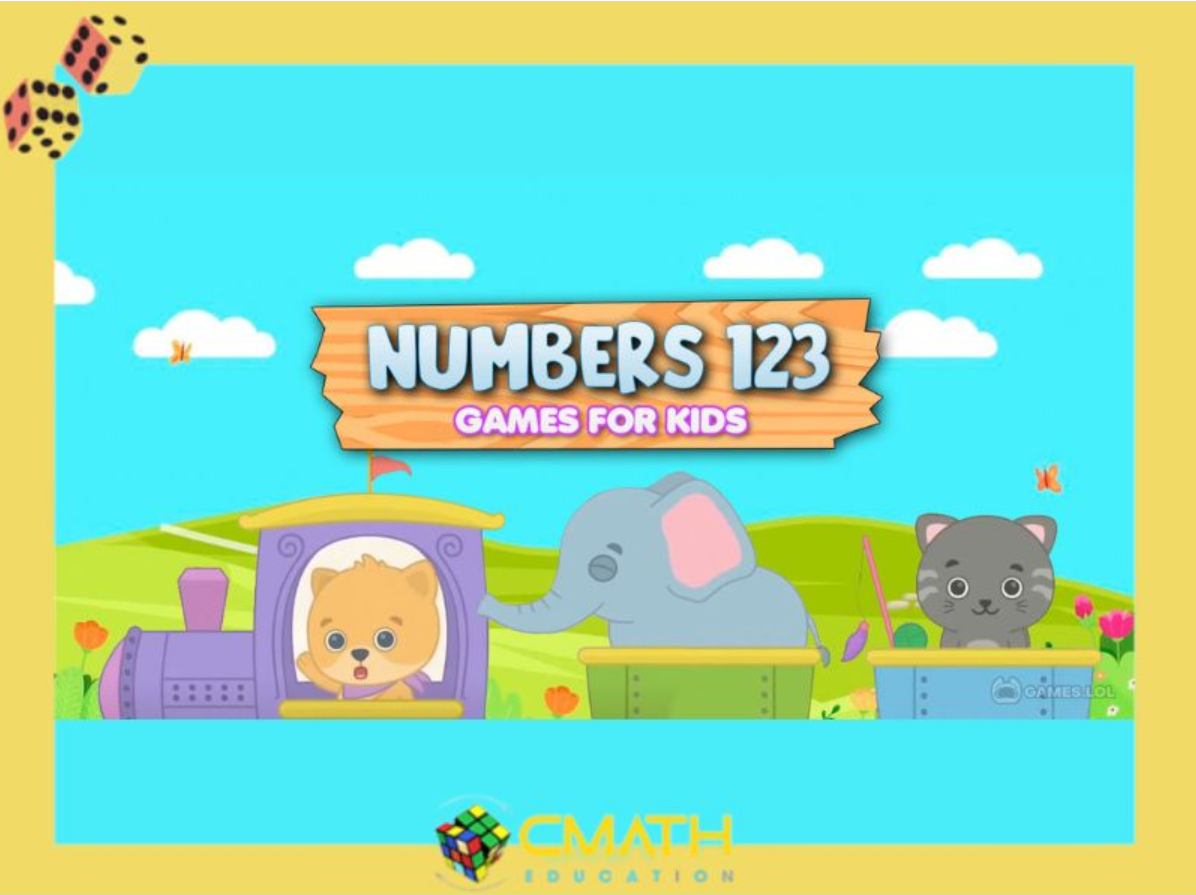 NUMBERS 123
GAMES FOR KIDS
GAMES.LOL
CMATH
EDUCATION